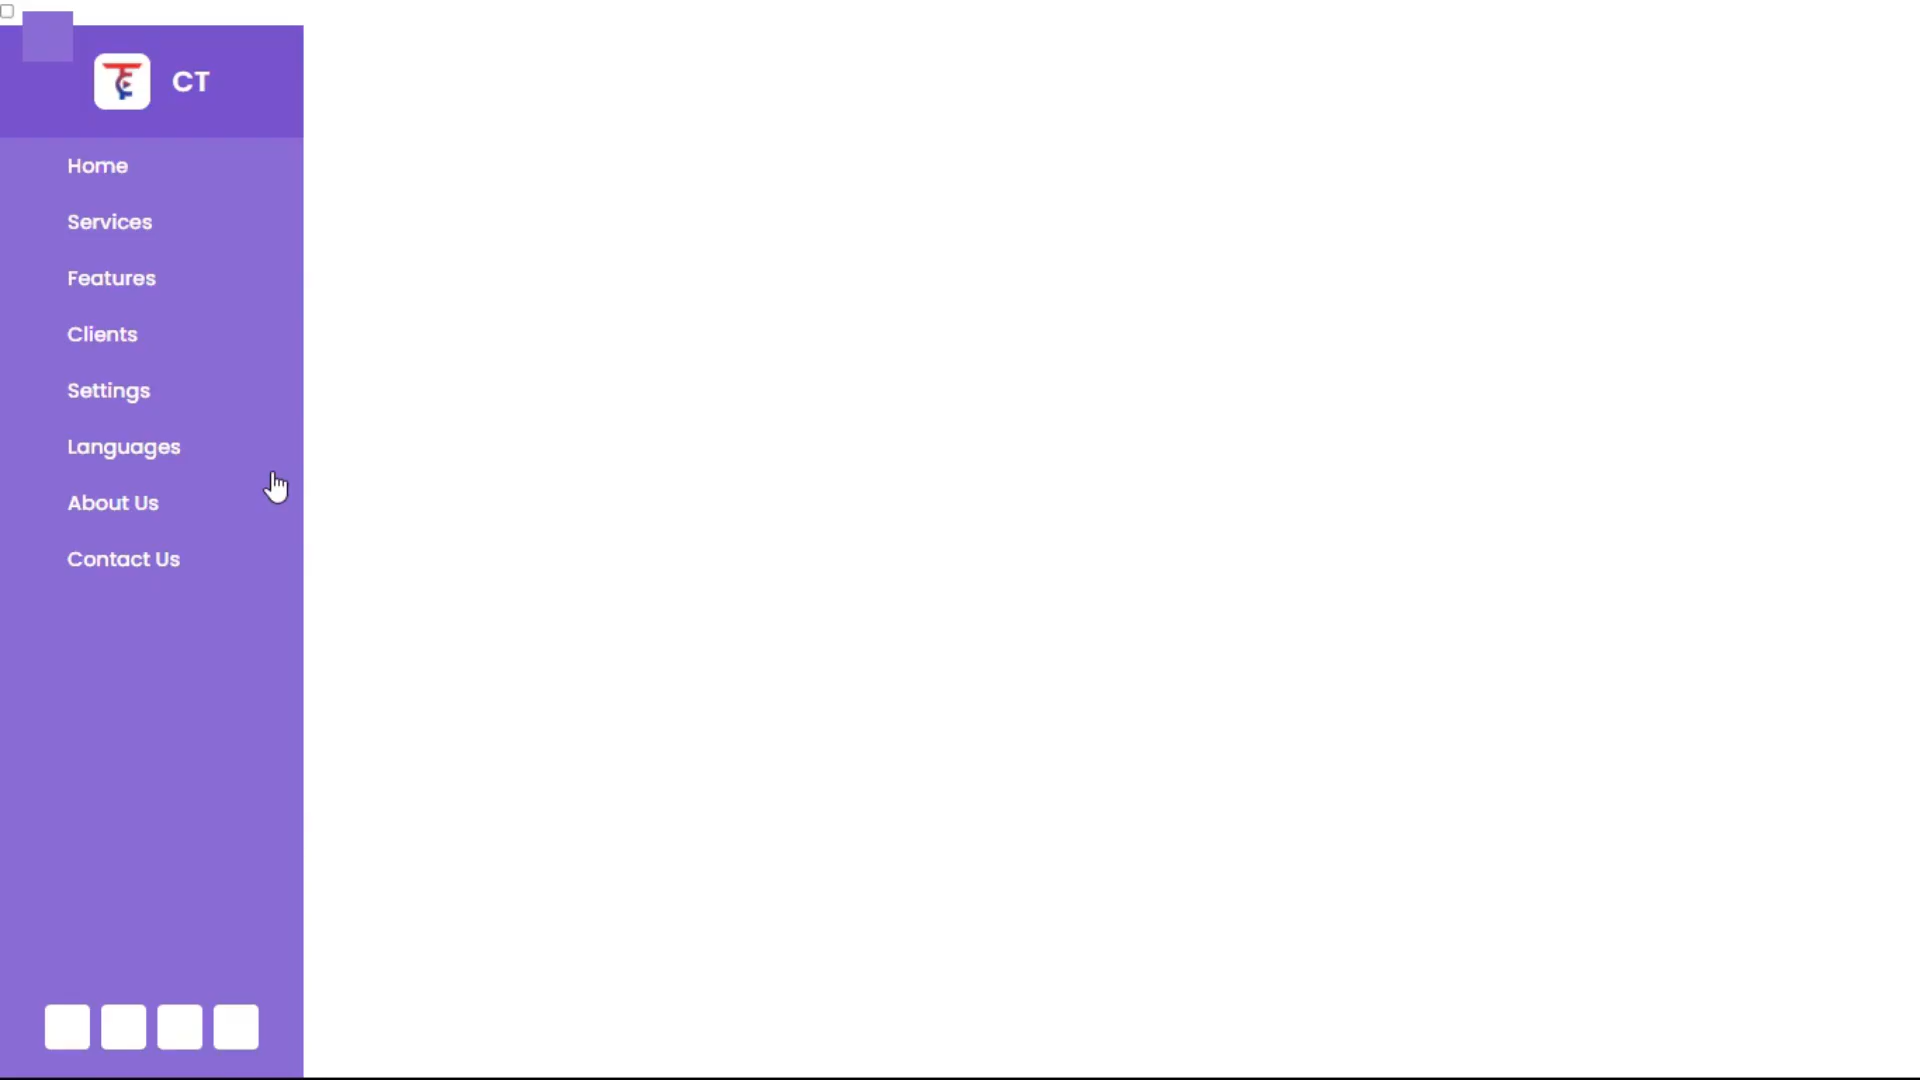 CT
Home
Services
Features
Clients
Settings
Languages
About Us
Contact Us